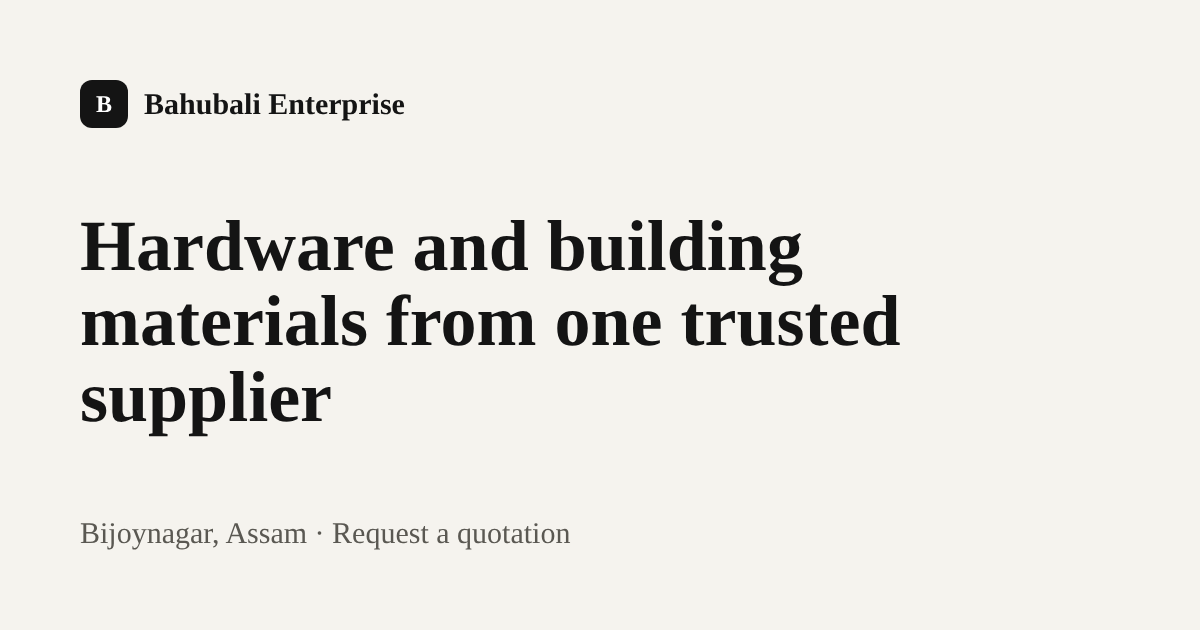 B
Bahubali Enterprise
Hardware and building
materials from one trusted
supplier
Bijoynagar, Assam · Request a quotation